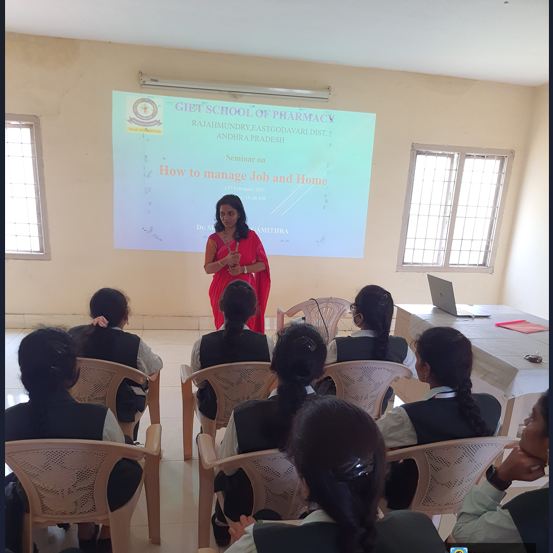 GIET SCHOOL OF PHARMACY
RAJAHMUNDRY, EASTGODAVARI DIST,
ANDHRA PRADESH
Seminar on
How to manage Job and Home